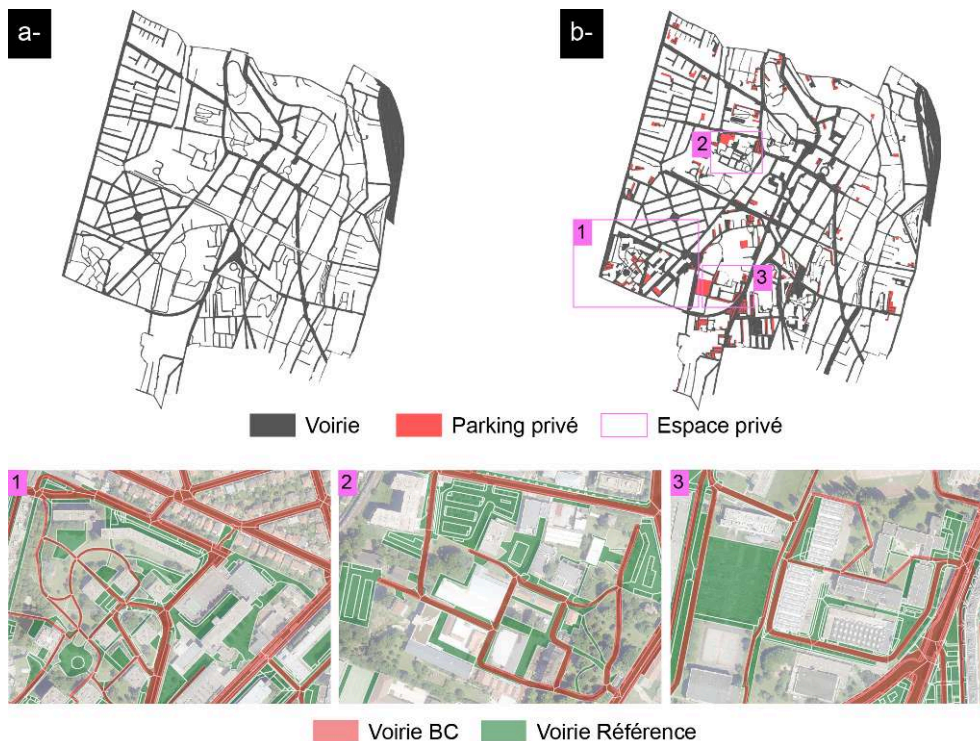 a-
b-
2
1
3
Voirie
Parking privé
Espace privé
1
2
3
Voirie BC
Voirie Référence